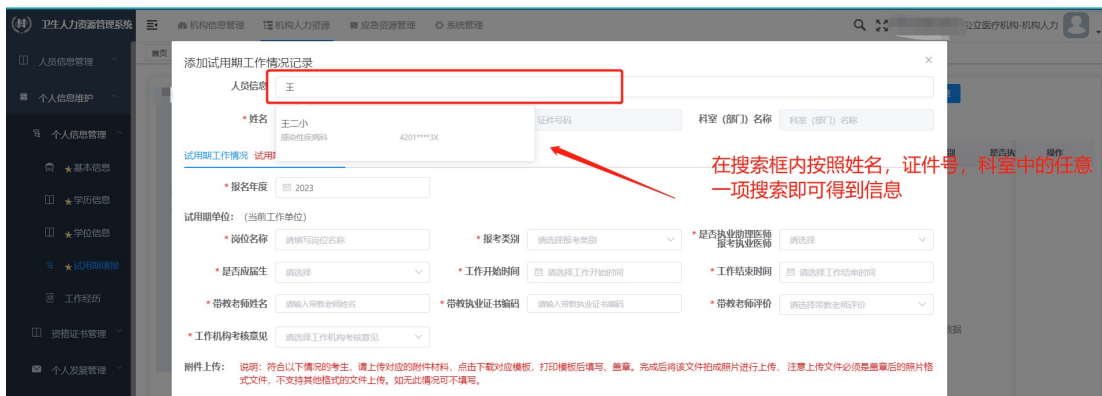 卫生人力资源管理系统 机构信息管理 机构人力资源 应急资源管理 系统管理 公立医疗机构-机构人力
人员信息管理
首页
添加试用期工作情况记录
个人信息维护
人员信息 王
*姓名 证件号码 科室（部门）名称 科室（部门）名称
王二小
感染性疾病科 4201****3X
个人信息管理
试用期工作情况
是否执 操作
在搜索框内按照姓名，证件号，科室中的任意
一项搜索即可得到信息
★基本信息
*报名年度 2023
★学历信息
试用期单位：（当前工作单位）
★学位信息
*岗位名称 请填写岗位名称 *报考类别 请选择报考类别 *是否执业助理医师
报考执业医师 请选择
★试用期填报
*是否应届生 请选择 *工作开始时间 请选择工作开始时间 *工作结束时间 请选择工作结束时间
工作经历
*带教老师姓名 请输入带教老师姓名 *带教执业证书编码 请输入带教执业证书编码 *带教老师评价 请选择带教老师评价
资格证书管理
*工作机构考核意见 请选择工作机构考核意见
个人发展管理
附件上传： 说明：符合以下情况的考生，请上传对应的附件材料，点击下载对应模板，打印模板后填写、盖章。完成后将该文件拍成照片进行上传， 注意上传文件必须是盖章后的照片格
式文件，不支持其他格式的文件上传。如无此情况可不填写。